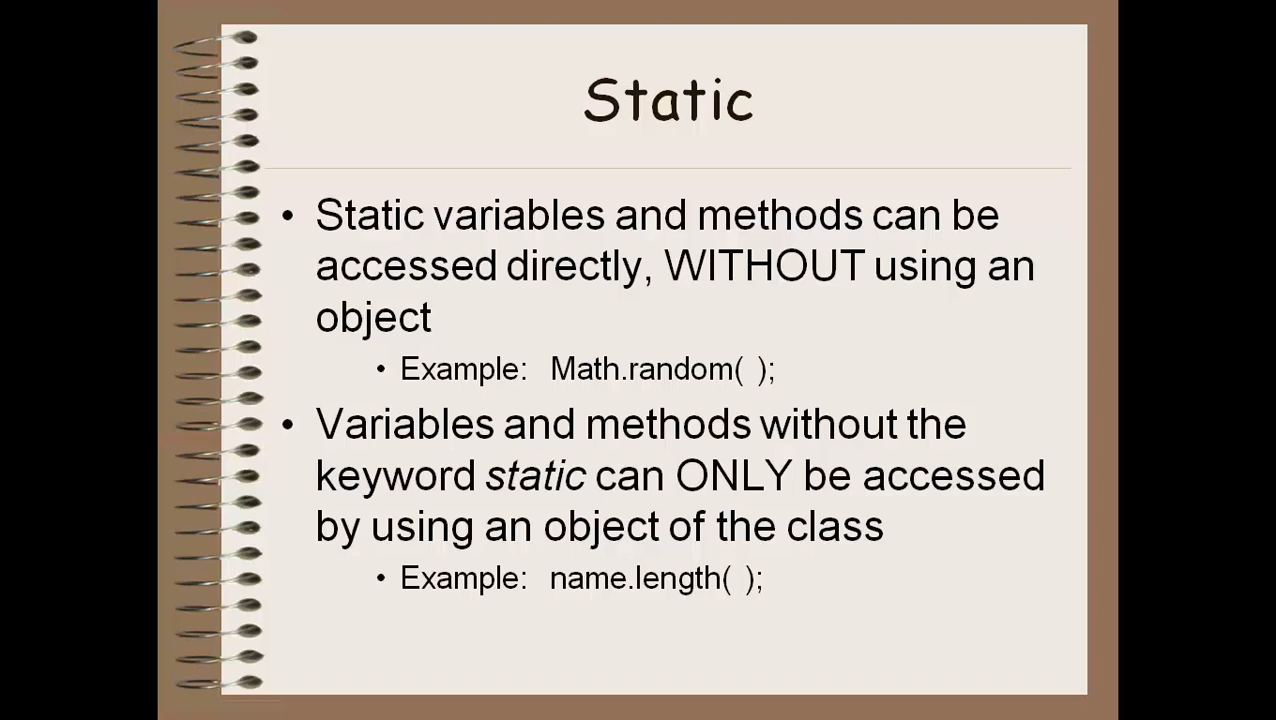 Static
• Static variables and methods can be
accessed directly, WITHOUT using an
object
• Example: Math.random( );
• Variables and methods without the
keyword static can ONLY be accessed
by using an object of the class
• Example: name.length( );